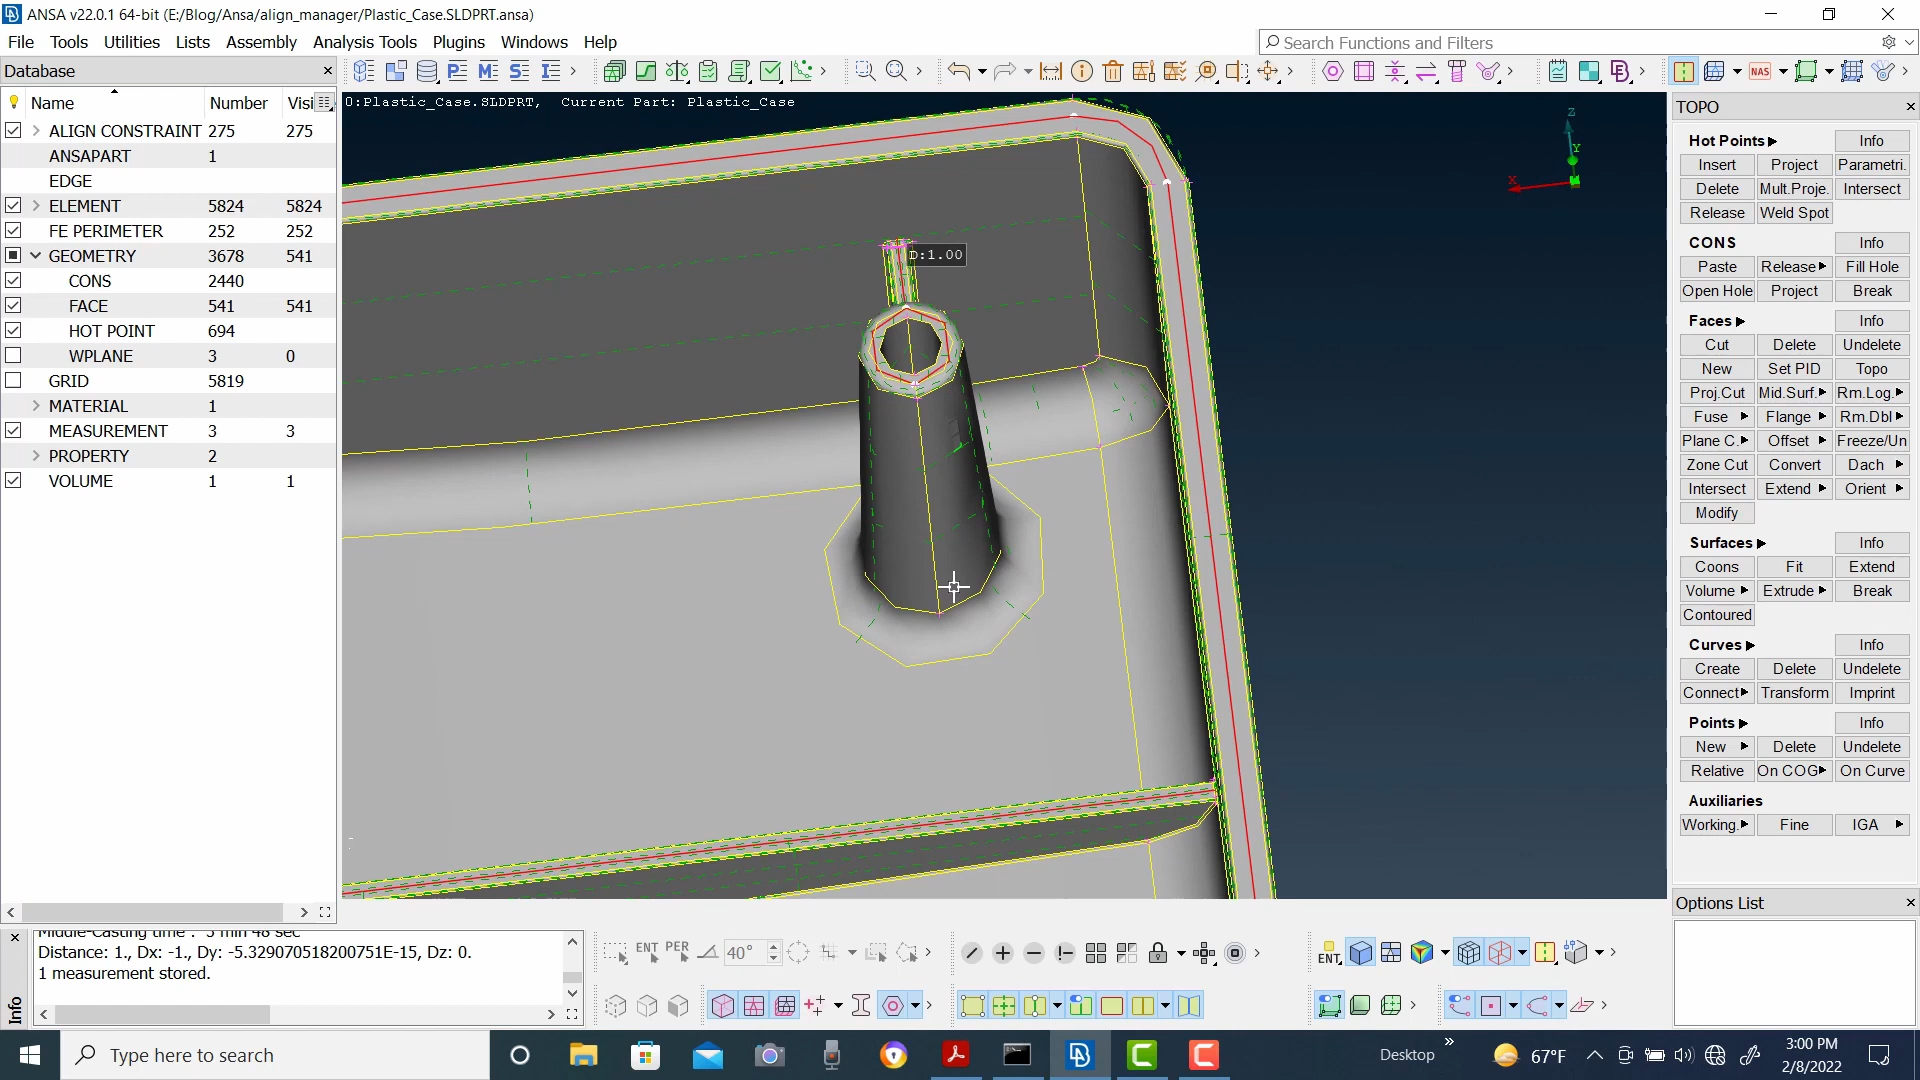 ANSA v22.0.1 64-bit (E:/Blog/Ansa/align_manager/Plastic_Case.SLDPRT.ansa)
File Tools Utilities Lists Assembly Analysis Tools Plugins Windows Help
Search Functions and Filters
Database
Name Number Visi
ALIGN CONSTRAINT 275 275
ANSAPART 1
EDGE
ELEMENT 5824 5824
FE PERIMETER 252 252
GEOMETRY 3678 541
CONS 2440
FACE 541 541
HOT POINT 694
WPLANE 3 0
GRID 5819
MATERIAL 1
MEASUREMENT 3 3
PROPERTY 2
VOLUME 1 1
0:Plastic_Case.SLDPRT, Current Part: Plastic_Case
D:1.00
Z
Y
X
TOPO
Hot Points Info
Insert Project Parametri.
Delete Mult.Proje. Intersect
Release Weld Spot
CONS Info
Paste Release Fill Hole
Open Hole Project Break
Faces Info
Cut Delete Undelete
New Set PID Topo
Proj.Cut Mid.Surf. Rm.Log.
Fuse Flange Rm.Dbl
Plane C. Offset Freeze/Un
Zone Cut Convert Dach
Intersect Extend Orient
Modify
Surfaces Info
Coons Fit Extend
Volume Extrude Break
Contoured
Curves Info
Create Delete Undelete
Connect Transform Imprint
Points Info
New Delete Undelete
Relative On COG On Curve
Auxiliaries
Working. Fine IGA
Options List
Info
Middle-Casting time : 5 min 48 sec
Distance: 1., Dx: -1., Dy: -5.329070518200751E-15, Dz: 0.
1 measurement stored.
ENT PER 40°
ENT
NAS
Type here to search
Desktop
67°F
3:00 PM
2/8/2022